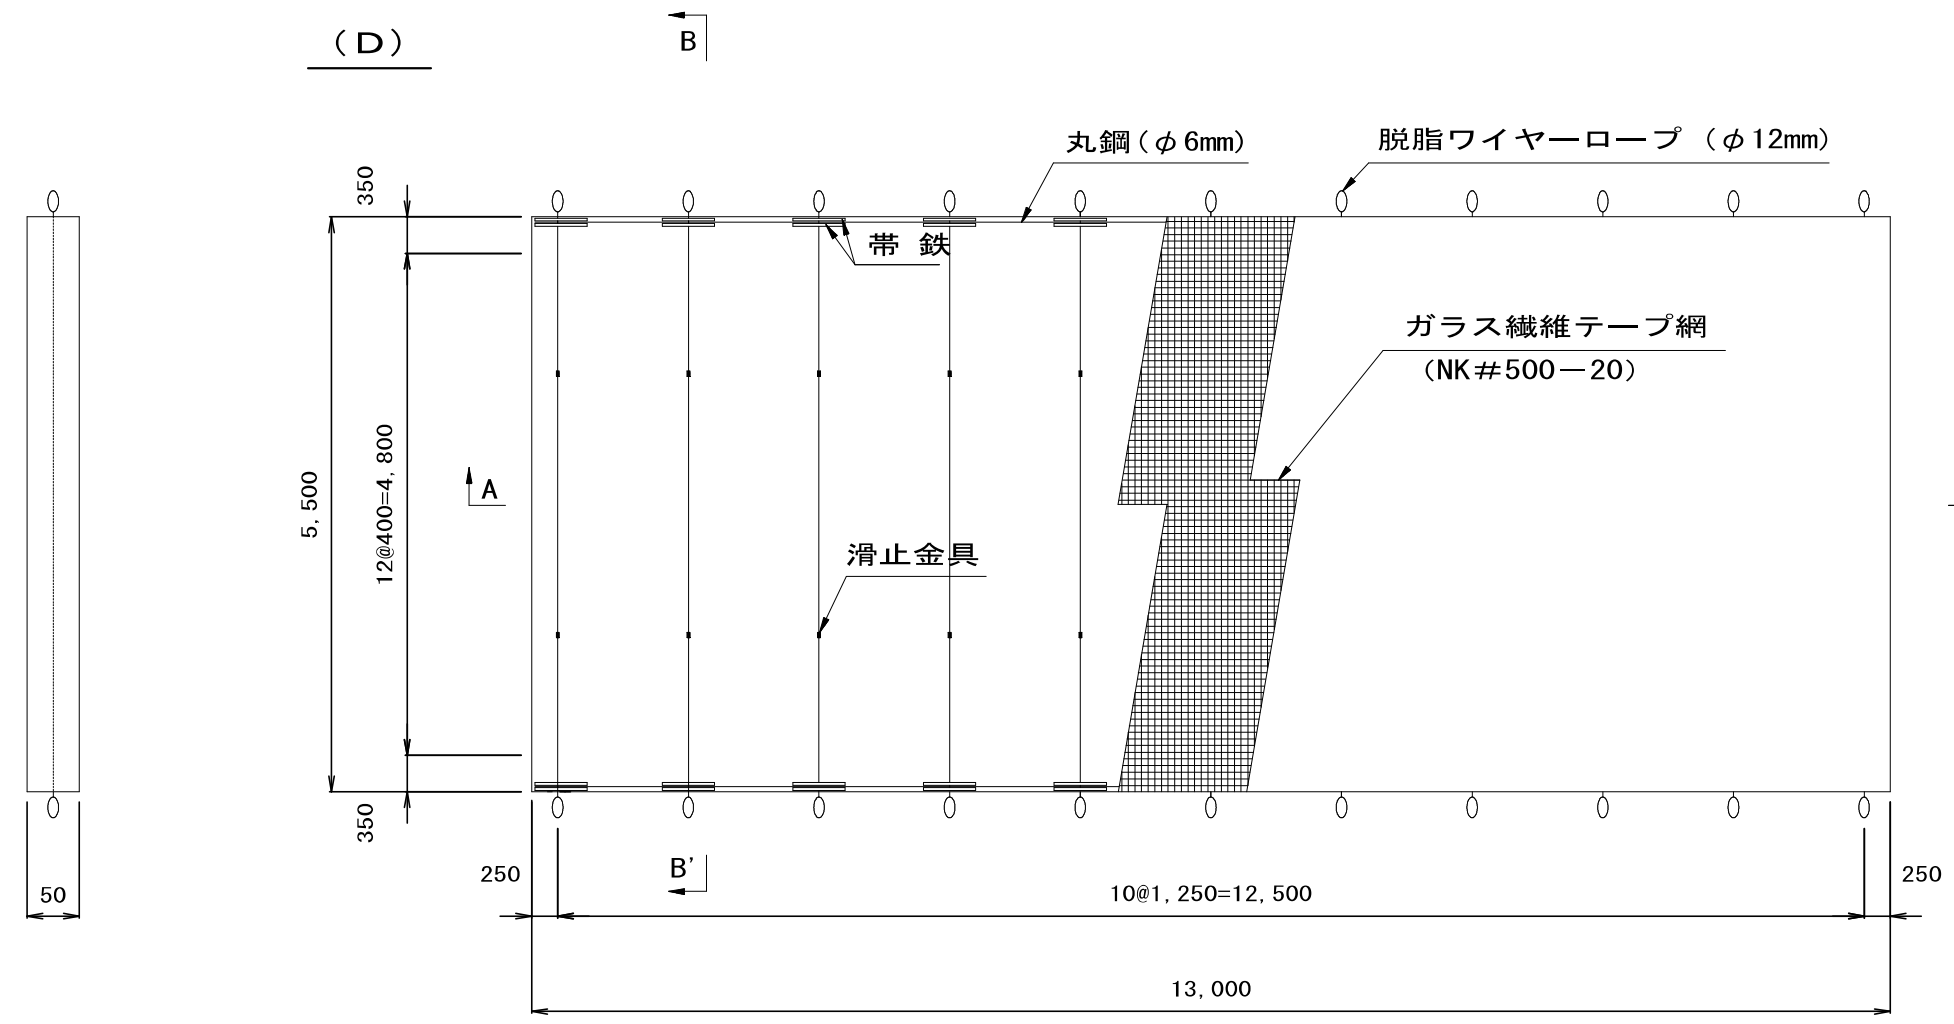 （D）
B
丸鋼（φ6mm）
脱脂ワイヤーロープ（φ12mm）
350
帯 鉄
ガラス繊維テープ網
（NK＃500－20）
5,500
12@400=4,800
A
滑止金具
350
B'
250
10@1,250=12,500
250
50
13,000